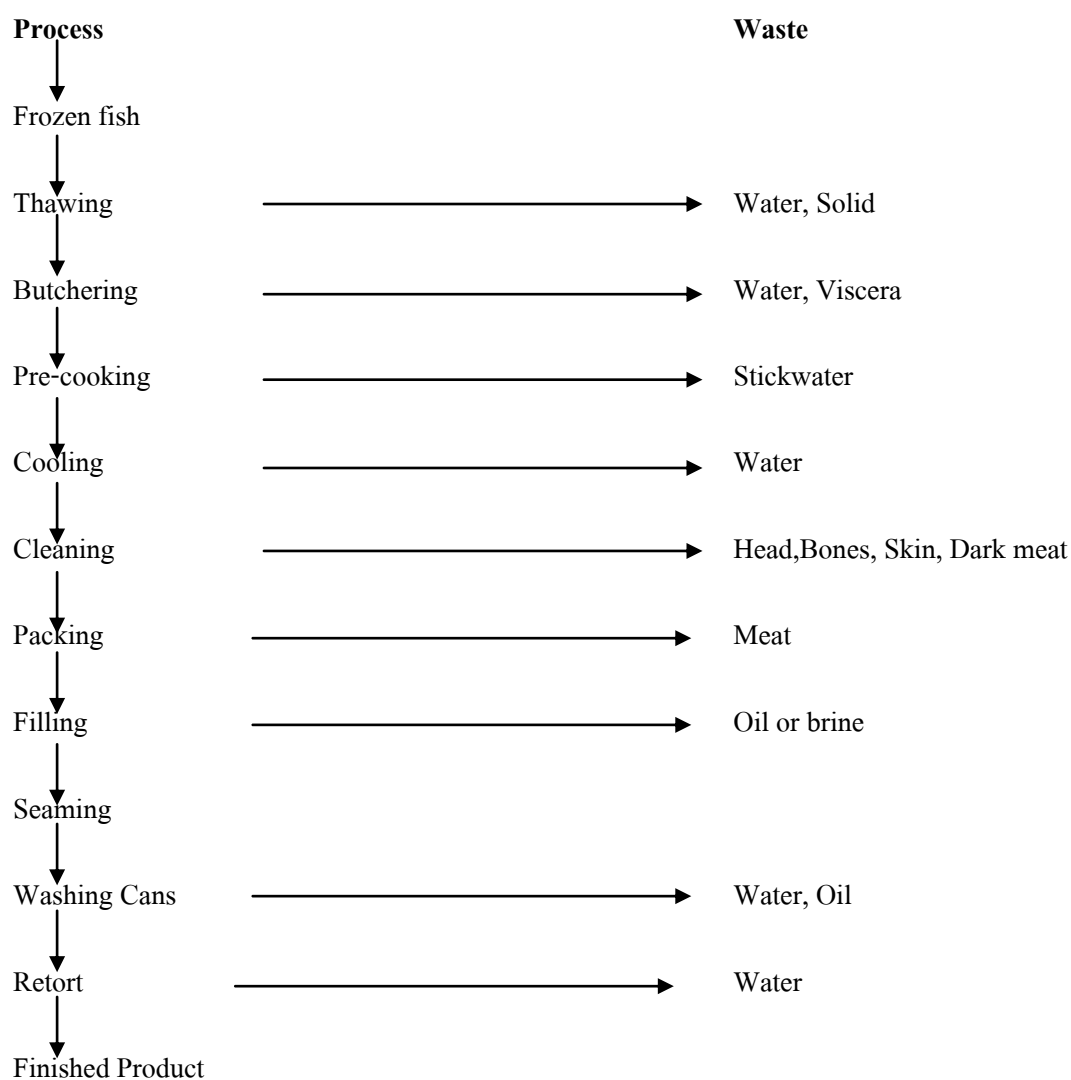 Process Waste
Frozen fish
Thawing Water, Solid
Butchering Water, Viscera
Pre-cooking Stickwater
Cooling Water
Cleaning Head,Bones, Skin, Dark meat
Packing Meat
Filling Oil or brine
Seaming
Washing Cans Water, Oil
Retort Water
Finished Product